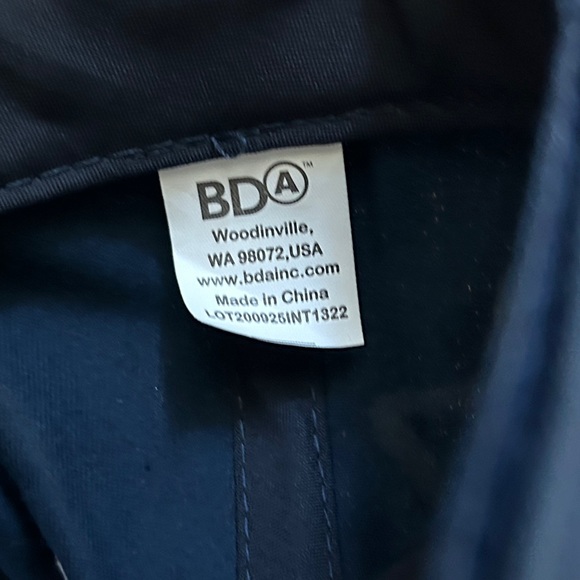 BDA™
Woodinville,
WA 98072,USA
www.bdainc.com
Made in China
LOT200925INT1322